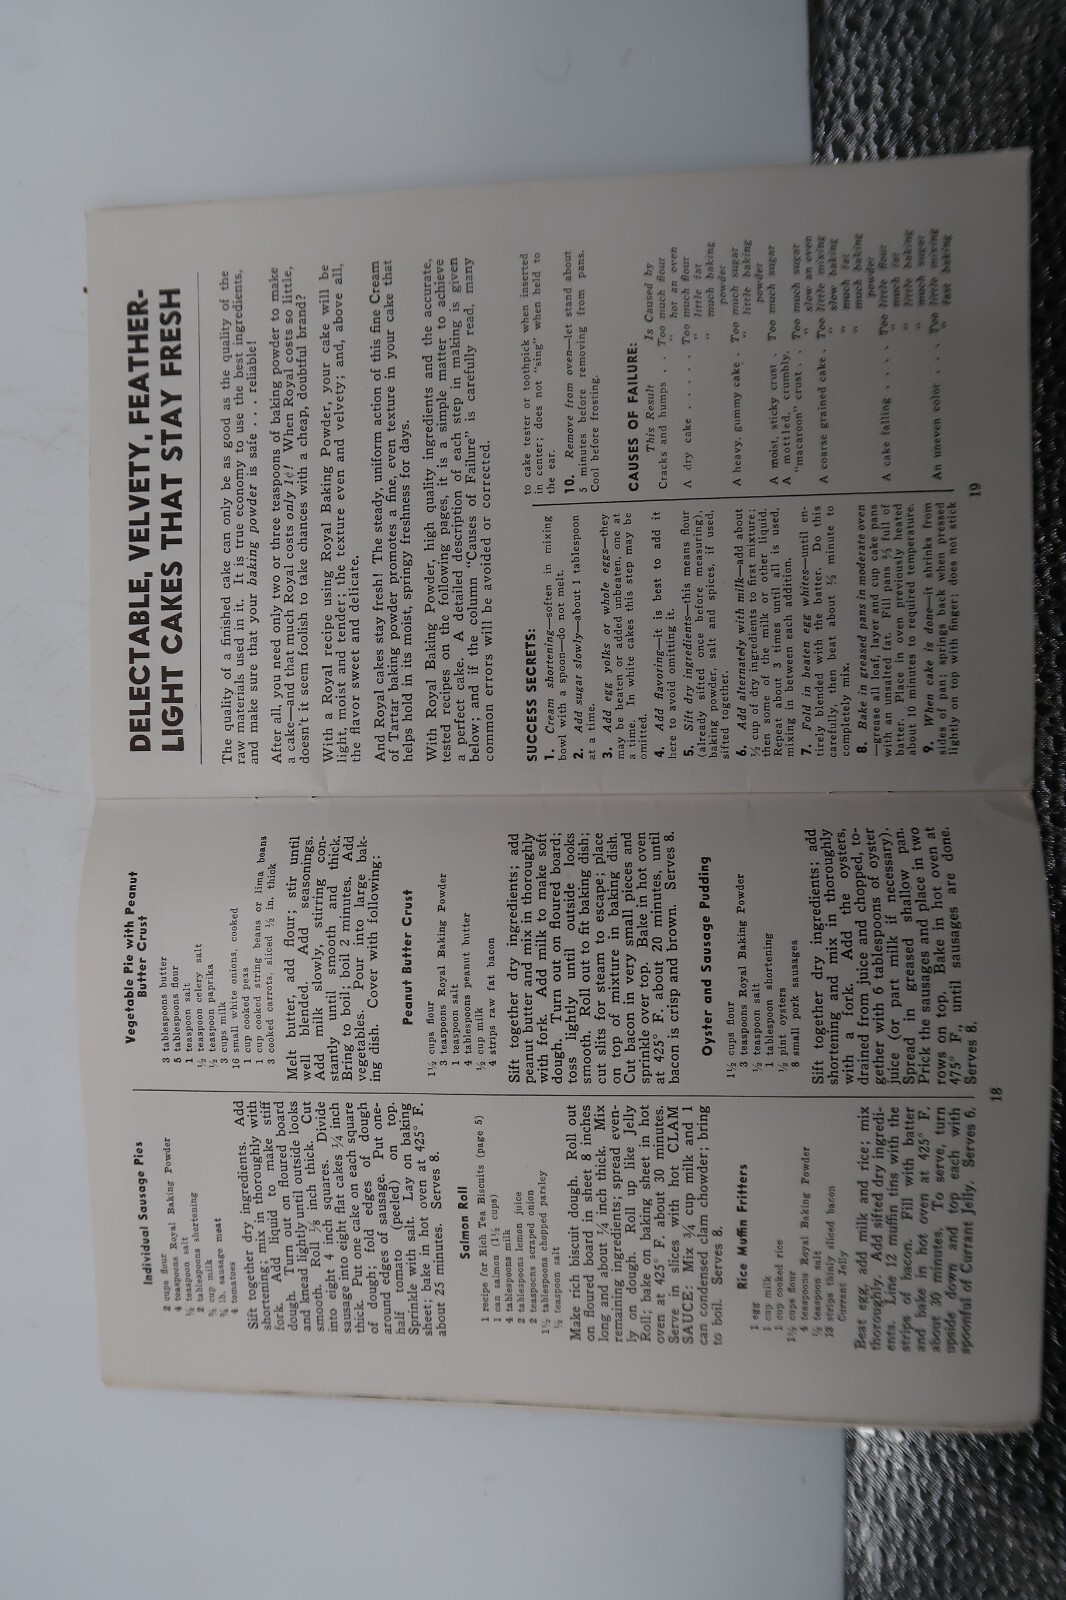 Individual Sausage Pies
2 cups flour
4 teaspoons Royal Baking Powder
½ teaspoon salt
2 tablespoons shortening
⅔ cup milk
¾ lb. sausage meat
4 tomatoes
Sift together dry ingredients. Add
shortening; mix in thoroughly with
fork. Add liquid to make stiff
dough. Turn out on floured board
and knead lightly until outside looks
smooth. Roll ⅛ inch thick. Cut
into eight 4 inch squares. Divide
sausage into eight flat cakes ¼ inch
thick. Put one cake on each square
of dough; fold edges of dough
around edges of sausage. Put one-
half tomato (peeled) on top.
Sprinkle with salt. Lay on baking
sheet; bake in hot oven at 425° F.
about 25 minutes. Serves 8.
Salmon Roll
1 recipe for Rich Tea Biscuits (page 5)
1 can salmon (1½ cups)
4 tablespoons milk
2 tablespoons lemon juice
2 teaspoons scraped onion
1½ tablespoons chopped parsley
½ teaspoon salt
Make rich biscuit dough. Roll out
on floured board in sheet 8 inches
long and about ¼ inch thick. Mix
remaining ingredients; spread even-
ly on dough. Roll up like Jelly
Roll; bake on baking sheet in hot
oven at 425° F. about 30 minutes.
Serve in slices with hot CLAM
SAUCE: Mix ¾ cup milk and 1
can condensed clam chowder; bring
to boil. Serves 8.
Rice Muffin Fritters
1 egg
1 cup milk
1 cup cooked rice
1½ cups flour
4 teaspoons Royal Baking Powder
½ teaspoon salt
12 strips thinly sliced bacon
Currant Jelly
Beat egg, add milk and rice; mix
thoroughly. Add sifted dry ingredi-
ents. Line 12 muffin tins with the
strips of bacon. Fill with batter
and bake in hot oven at 425° F.
about 30 minutes. To serve, turn
upside down and top each with
spoonful of Currant Jelly. Serves 6.
Vegetable Pie with Peanut
Butter Crust
3 tablespoons butter
5 tablespoons flour
1 teaspoon salt
½ teaspoon celery salt
½ teaspoon paprika
3 cups milk
10 small white onions, cooked
1 cup cooked peas
1 cup cooked string beans or lima beans
3 cooked carrots, sliced ½ in. thick
Melt butter, add flour; stir until
well blended. Add seasonings.
Add milk slowly, stirring con-
stantly until smooth and thick.
Bring to boil; boil 2 minutes. Add
vegetables. Pour into large bak-
ing dish. Cover with following:
Peanut Butter Crust
1½ cups flour
3 teaspoons Royal Baking Powder
1 teaspoon salt
4 tablespoons peanut butter
½ cup milk
4 strips raw fat bacon
Sift together dry ingredients; add
peanut butter and mix in thoroughly
with fork. Add milk to make soft
dough. Turn out on floured board;
toss lightly until outside looks
smooth. Roll out to fit baking dish;
cut slits for steam to escape; place
on top of mixture in baking dish.
Cut bacon in very small pieces and
sprinkle over top. Bake in hot oven
at 425° F. about 20 minutes, until
bacon is crisp and brown. Serves 8.
Oyster and Sausage Pudding
1½ cups flour
3 teaspoons Royal Baking Powder
½ teaspoon salt
1 tablespoon shortening
½ pint oysters
8 small pork sausages
Sift together dry ingredients; add
shortening and mix in thoroughly
with a fork. Add the oysters,
drained from juice and chopped, to-
gether with 6 tablespoons of oyster
juice (or part milk if necessary).
Spread in greased shallow pan.
Prick the sausages and place in two
rows on top. Bake in hot oven at
475° F., until sausages are done.
Serves 8.
18
DELECTABLE, VELVETY, FEATHER-
LIGHT CAKES THAT STAY FRESH
The quality of a finished cake can only be as good as the quality of the
raw materials used in it. It is true economy to use the best ingredients,
and make sure that your baking powder is safe . . . reliable!
After all, you need only two or three teaspoons of baking powder to make
a cake—and that much Royal costs only 1¢! When Royal costs so little,
doesn't it seem foolish to take chances with a cheap, doubtful brand?
With a Royal recipe using Royal Baking Powder, your cake will be
light, moist and tender; the texture even and velvety; and, above all,
the flavor sweet and delicate.
And Royal cakes stay fresh! The steady, uniform action of this fine Cream
of Tartar baking powder promotes a fine, even texture in your cake that
helps hold in its moist, springy freshness for days.
With Royal Baking Powder, high quality ingredients and the accurate,
tested recipes on the following pages, it is a simple matter to achieve
a perfect cake. A detailed description of each step in making is given
below; and if the column "Causes of Failure" is carefully read, many
common errors will be avoided or corrected.
SUCCESS SECRETS:
1. Cream shortening—soften in mixing
bowl with a spoon—do not melt.
2. Add sugar slowly—about 1 tablespoon
at a time.
3. Add egg yolks or whole eggs—they
may be beaten or added unbeaten, one at
a time. In white cakes this step may be
omitted.
4. Add flavoring—it is best to add it
here to avoid omitting it.
5. Sift dry ingredients—this means flour
(already sifted once before measuring),
baking powder, salt and spices, if used,
sifted together.
6. Add alternately with milk—add about
½ cup of dry ingredients to first mixture;
then some of the milk or other liquid.
Repeat about 3 times until all is used,
mixing in between each addition.
7. Fold in beaten egg whites—until en-
tirely blended with the batter. Do this
carefully, then beat about ½ minute to
completely mix.
8. Bake in greased pans in moderate oven
—grease all loaf, layer and cup cake pans
with an unsalted fat. Fill pans ⅔ full of
batter. Place in oven previously heated
about 10 minutes to required temperature.
9. When cake is done—it shrinks from
sides of pan; springs back when pressed
lightly on top with finger; does not stick
to cake tester or toothpick when inserted
in center; does not "sing" when held to
the ear.
10. Remove from oven—let stand about
5 minutes before removing from pans.
Cool before frosting.
CAUSES OF FAILURE:
This Result Is Caused by
Cracks and humps . . Too much flour
" hot an oven
A dry cake . . . . . . Too much flour
" little fat
" much baking
powder
A heavy, gummy cake . Too much sugar
" little baking
powder
A moist, sticky crust . Too much sugar
A mottled, crumbly,
"macaroon" crust . . Too much sugar
" slow an oven
A coarse grained cake . Too little mixing
" slow baking
" much fat
" much baking
powder
A cake falling . . . . Too little flour
" much fat
" little baking
" much sugar
An uneven color . . . Too little mixing
" fast baking
19